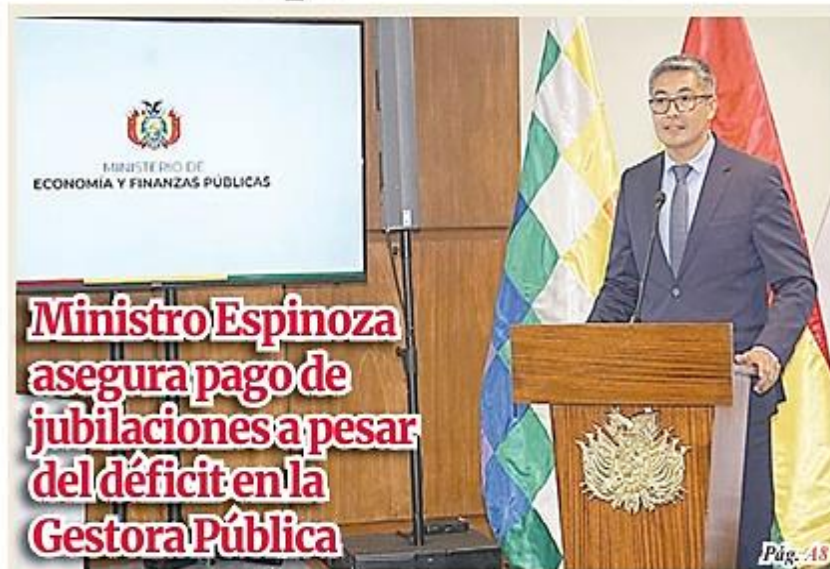 MINISTERIO DE
ECONOMÍA Y FINANZAS PÚBLICAS
Ministro Espinoza
asegura pago de
jubilaciones a pesar
del déficit en la
Gestora Pública
Pág. A8